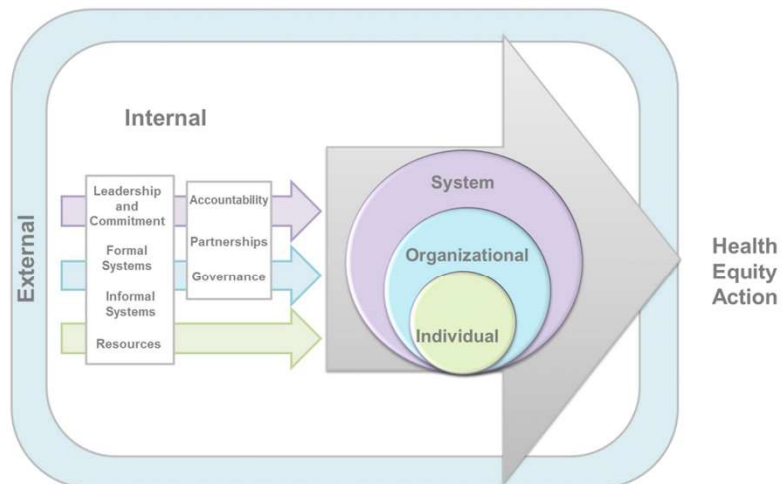 Internal
External
Leadership
and
Commitment
Formal
Systems
Informal
Systems
Resources
Accountability
Partnerships
Governance
System
Organizational
Individual
Health
Equity
Action